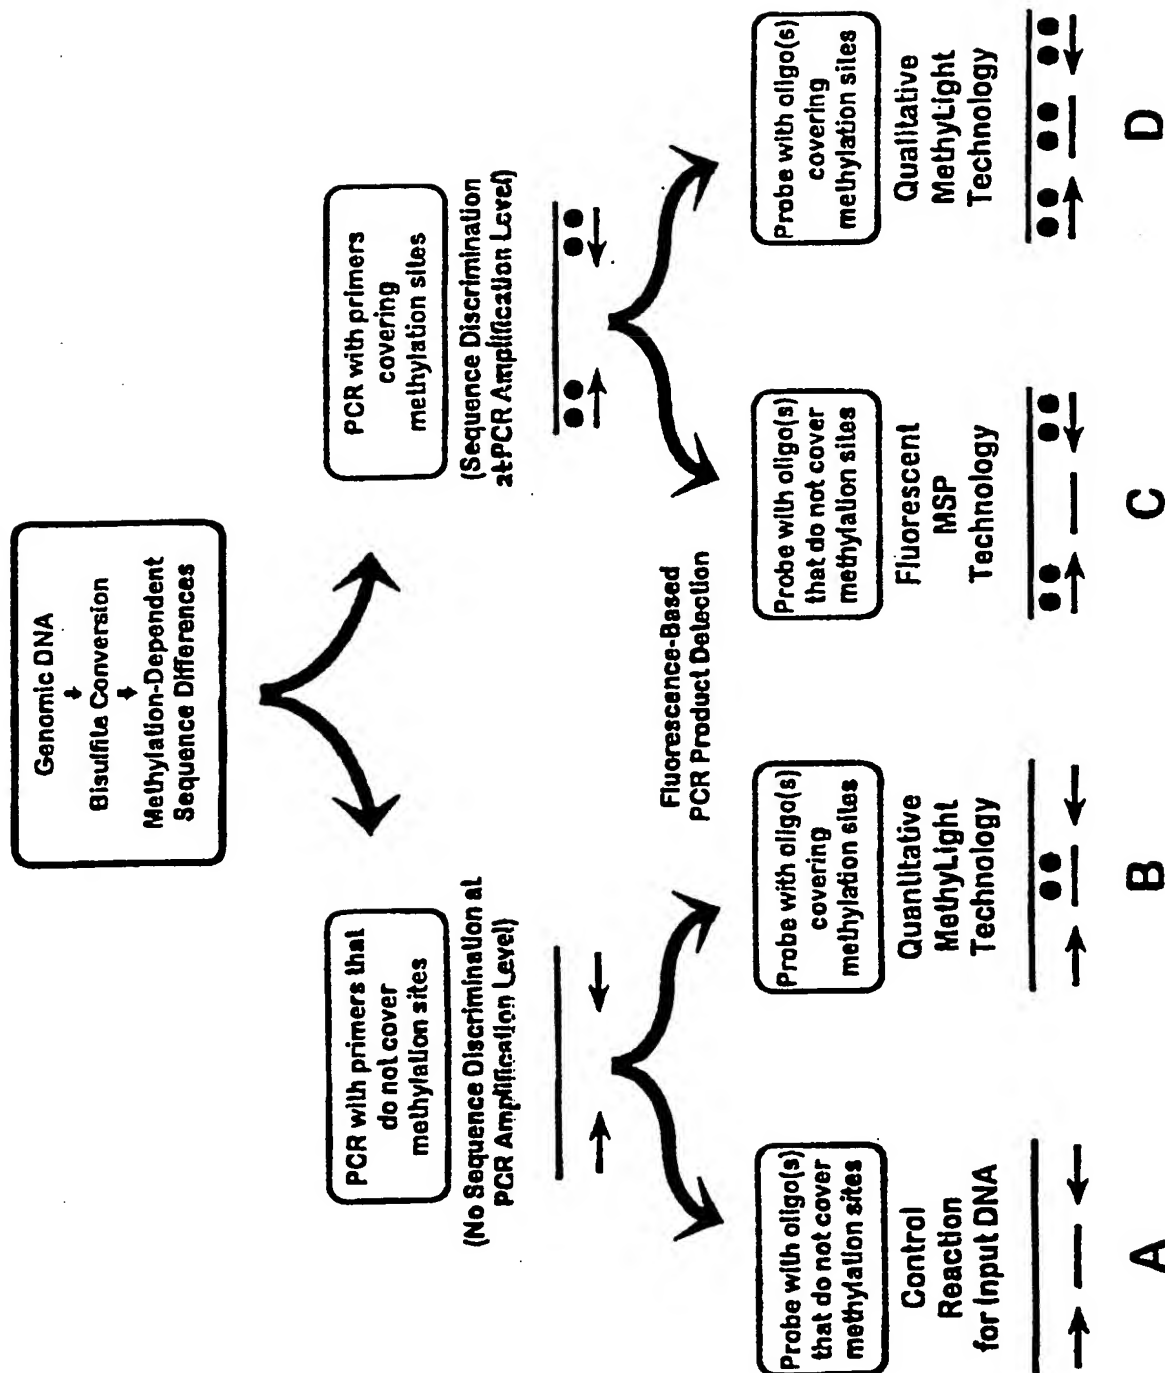 Genomic DNA
Bisulfite Conversion
Methylation-Dependent
Sequence Differences
PCR with primers that
do not cover
methylation sites
(No Sequence Discrimination at
PCR Amplification Level)
PCR with primers
covering
methylation sites
(Sequence Discrimination
at PCR Amplification Level)
Fluorescence-Based
PCR Product Detection
Probe with oligo(s)
that do not cover
methylation sites
Control
Reaction
for Input DNA
A
Probe with oligo(s)
covering
methylation sites
Quantitative
MethyLight
Technology
B
Probe with oligo(s)
that do not cover
methylation sites
Fluorescent
MSP
Technology
C
Probe with oligo(s)
covering
methylation sites
Qualitative
MethyLight
Technology
D